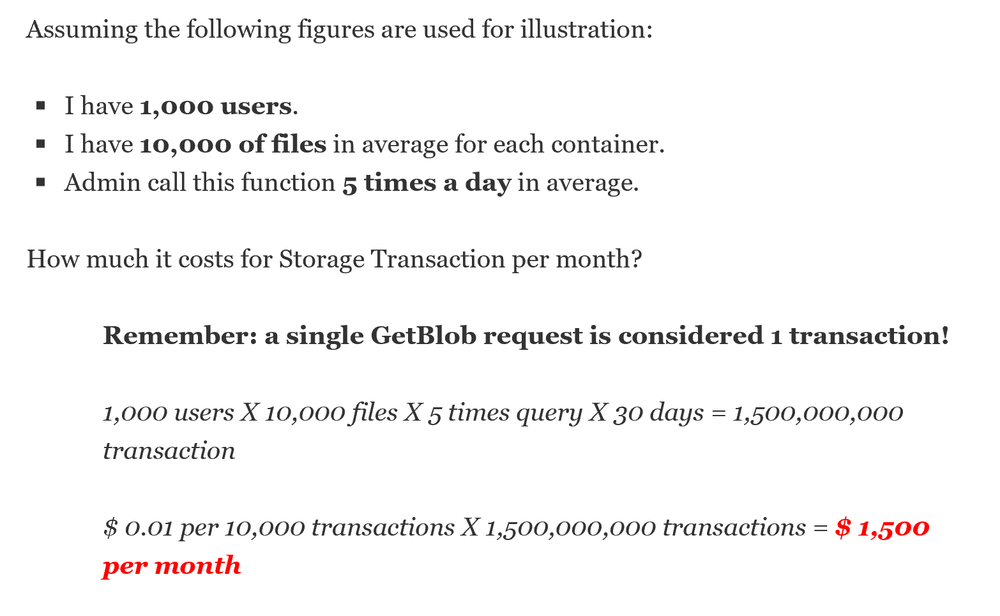 Assuming the following figures are used for illustration:
▪ I have 1,000 users.
▪ I have 10,000 of files in average for each container.
▪ Admin call this function 5 times a day in average.
How much it costs for Storage Transaction per month?
Remember: a single GetBlob request is considered 1 transaction!
1,000 users X 10,000 files X 5 times query X 30 days = 1,500,000,000
transaction
$ 0.01 per 10,000 transactions X 1,500,000,000 transactions = $ 1,500
per month